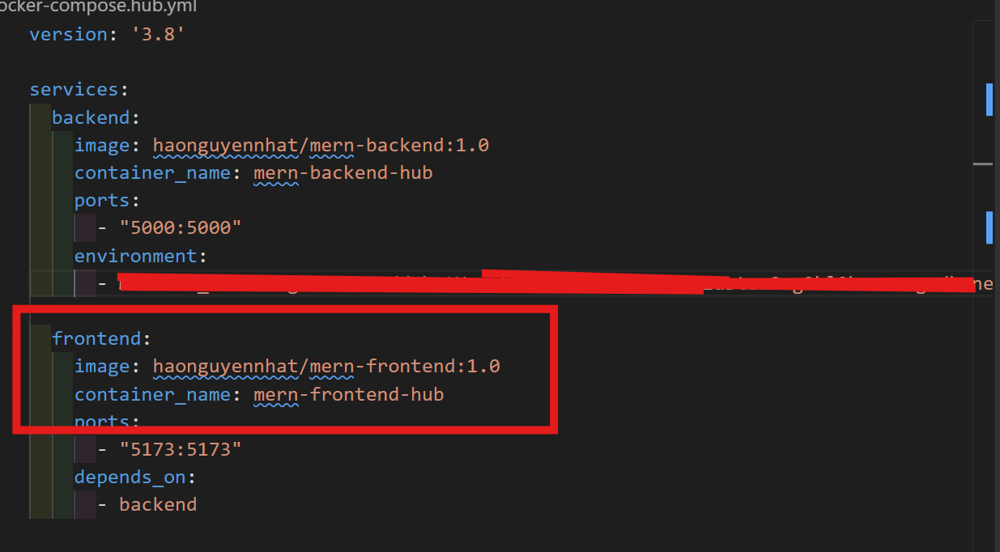 ocker-compose.hub.yml
version: '3.8'
services:
backend:
image: haonguyennhat/mern-backend:1.0
container_name: mern-backend-hub
ports:
- "5000:5000"
environment:
-
frontend:
image: haonguyennhat/mern-frontend:1.0
container_name: mern-frontend-hub
ports:
- "5173:5173"
depends_on:
- backend